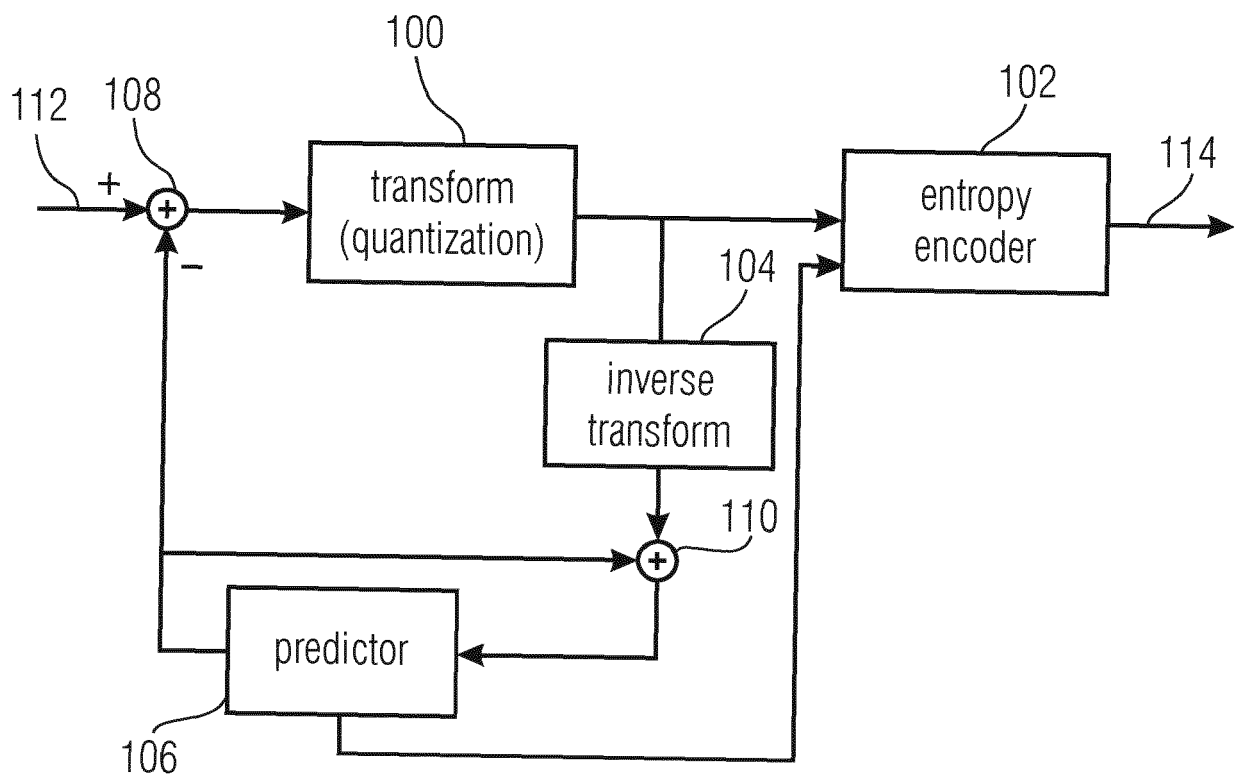 100
112
108
102
114
+
+
transform
(quantization)
entropy
encoder
−
104
inverse
transform
110
+
predictor
106